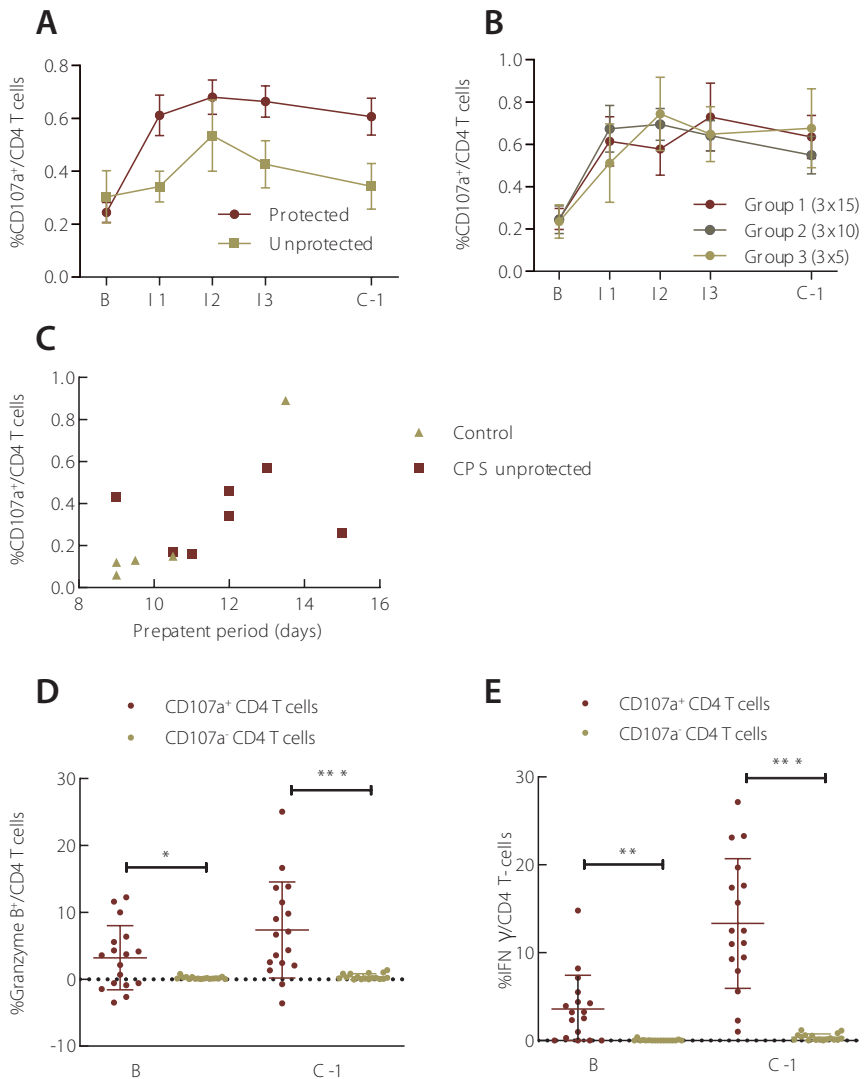 A
%CD107a⁺/CD4 T cells
0.8
0.6
0.4
0.2
0.0
Protected
Unprotected
B I 1 I2 I3 C-1
B
%CD107a⁺/CD4 T cells
1.0
0.8
0.6
0.4
0.2
0.0
Group 1 (3x15)
Group 2 (3x10)
Group 3 (3x5)
B I 1 I2 I3 C-1
C
%CD107a⁺/CD4 T cells
1.0
0.8
0.6
0.4
0.2
0.0
8 10 12 14 16
Prepatent period (days)
Control
CPS unprotected
D
CD107a⁺ CD4 T cells
CD107a⁻ CD4 T cells
%Granzyme B⁺/CD4 T cells
30
20
10
0
-10
*
***
B C-1
E
CD107a⁺ CD4 T cells
CD107a⁻ CD4 T cells
%IFN γ/CD4 T- cells
30
20
10
0
**
***
B C-1